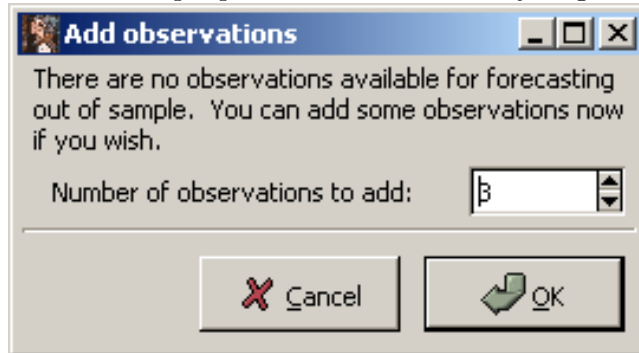 Add observations
There are no observations available for forecasting
out of sample. You can add some observations now
if you wish.
Number of observations to add: 3
Cancel OK